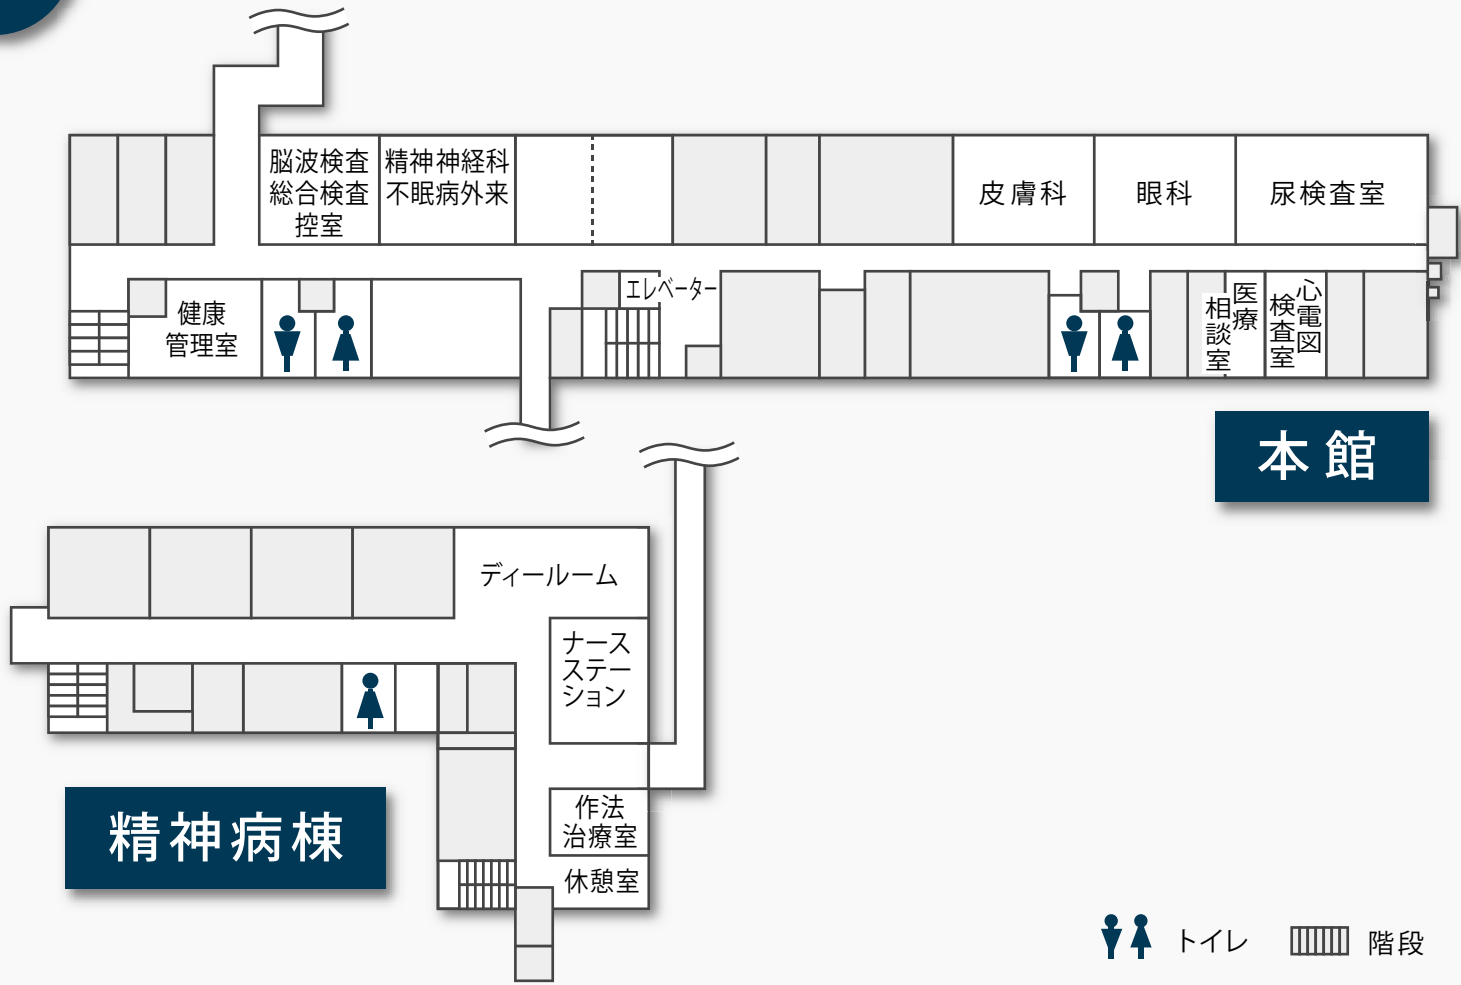 脳波検査
総合検査
控室
精神神経科
不眠病外来
皮膚科
眼科
尿検査室
健康
管理室
エレベーター
医療
相談室
心電図
検査室
本館
ディールーム
ナース
ステー
ション
作法
治療室
休憩室
精神病棟
トイレ
階段